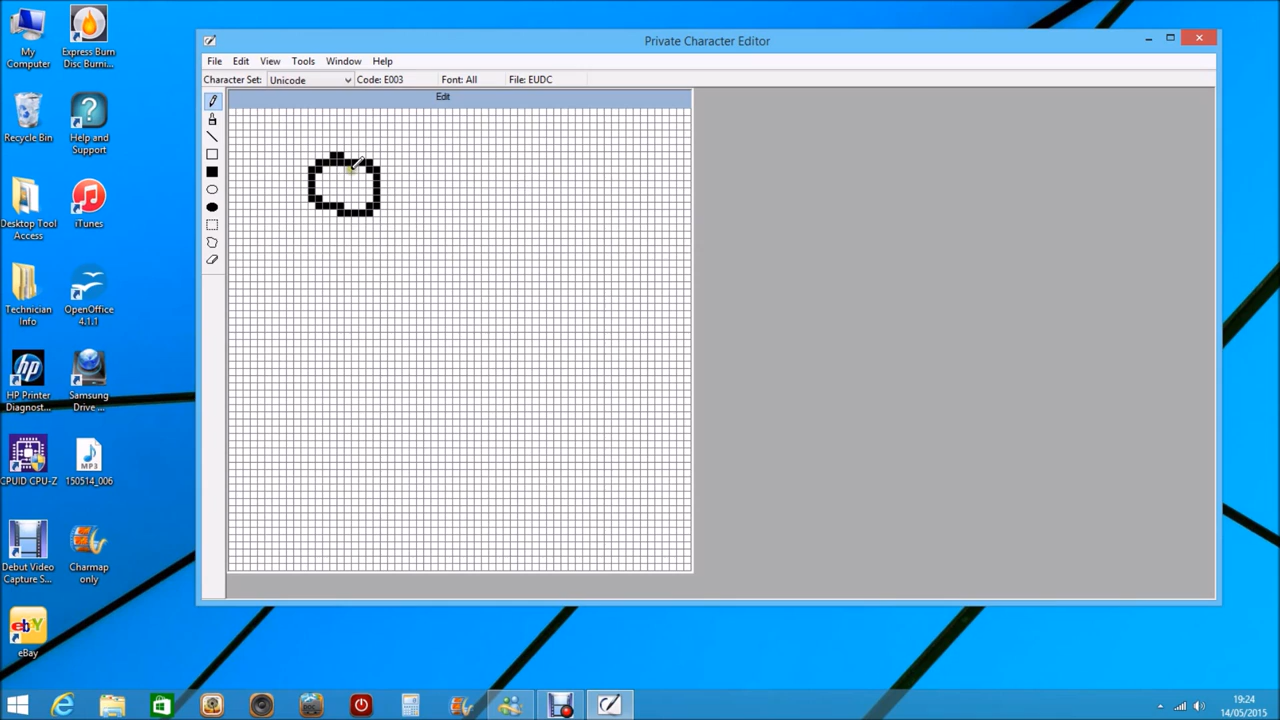 My
Computer
Express Burn
Disc Burni...
Recycle Bin
Help and
Support
Desktop Tool
Access
iTunes
Technician
Info
OpenOffice
4.1.1
HP Printer
Diagnost...
Samsung
Drive ...
CPUID CPU-Z
150514_006
MP3
Debut Video
Capture S...
Charmap
only
ebY
eBay
Private Character Editor
File Edit View Tools Window Help
Character Set: Unicode Code: E003 Font: All File: EUDC
Edit
19:24
14/05/2015